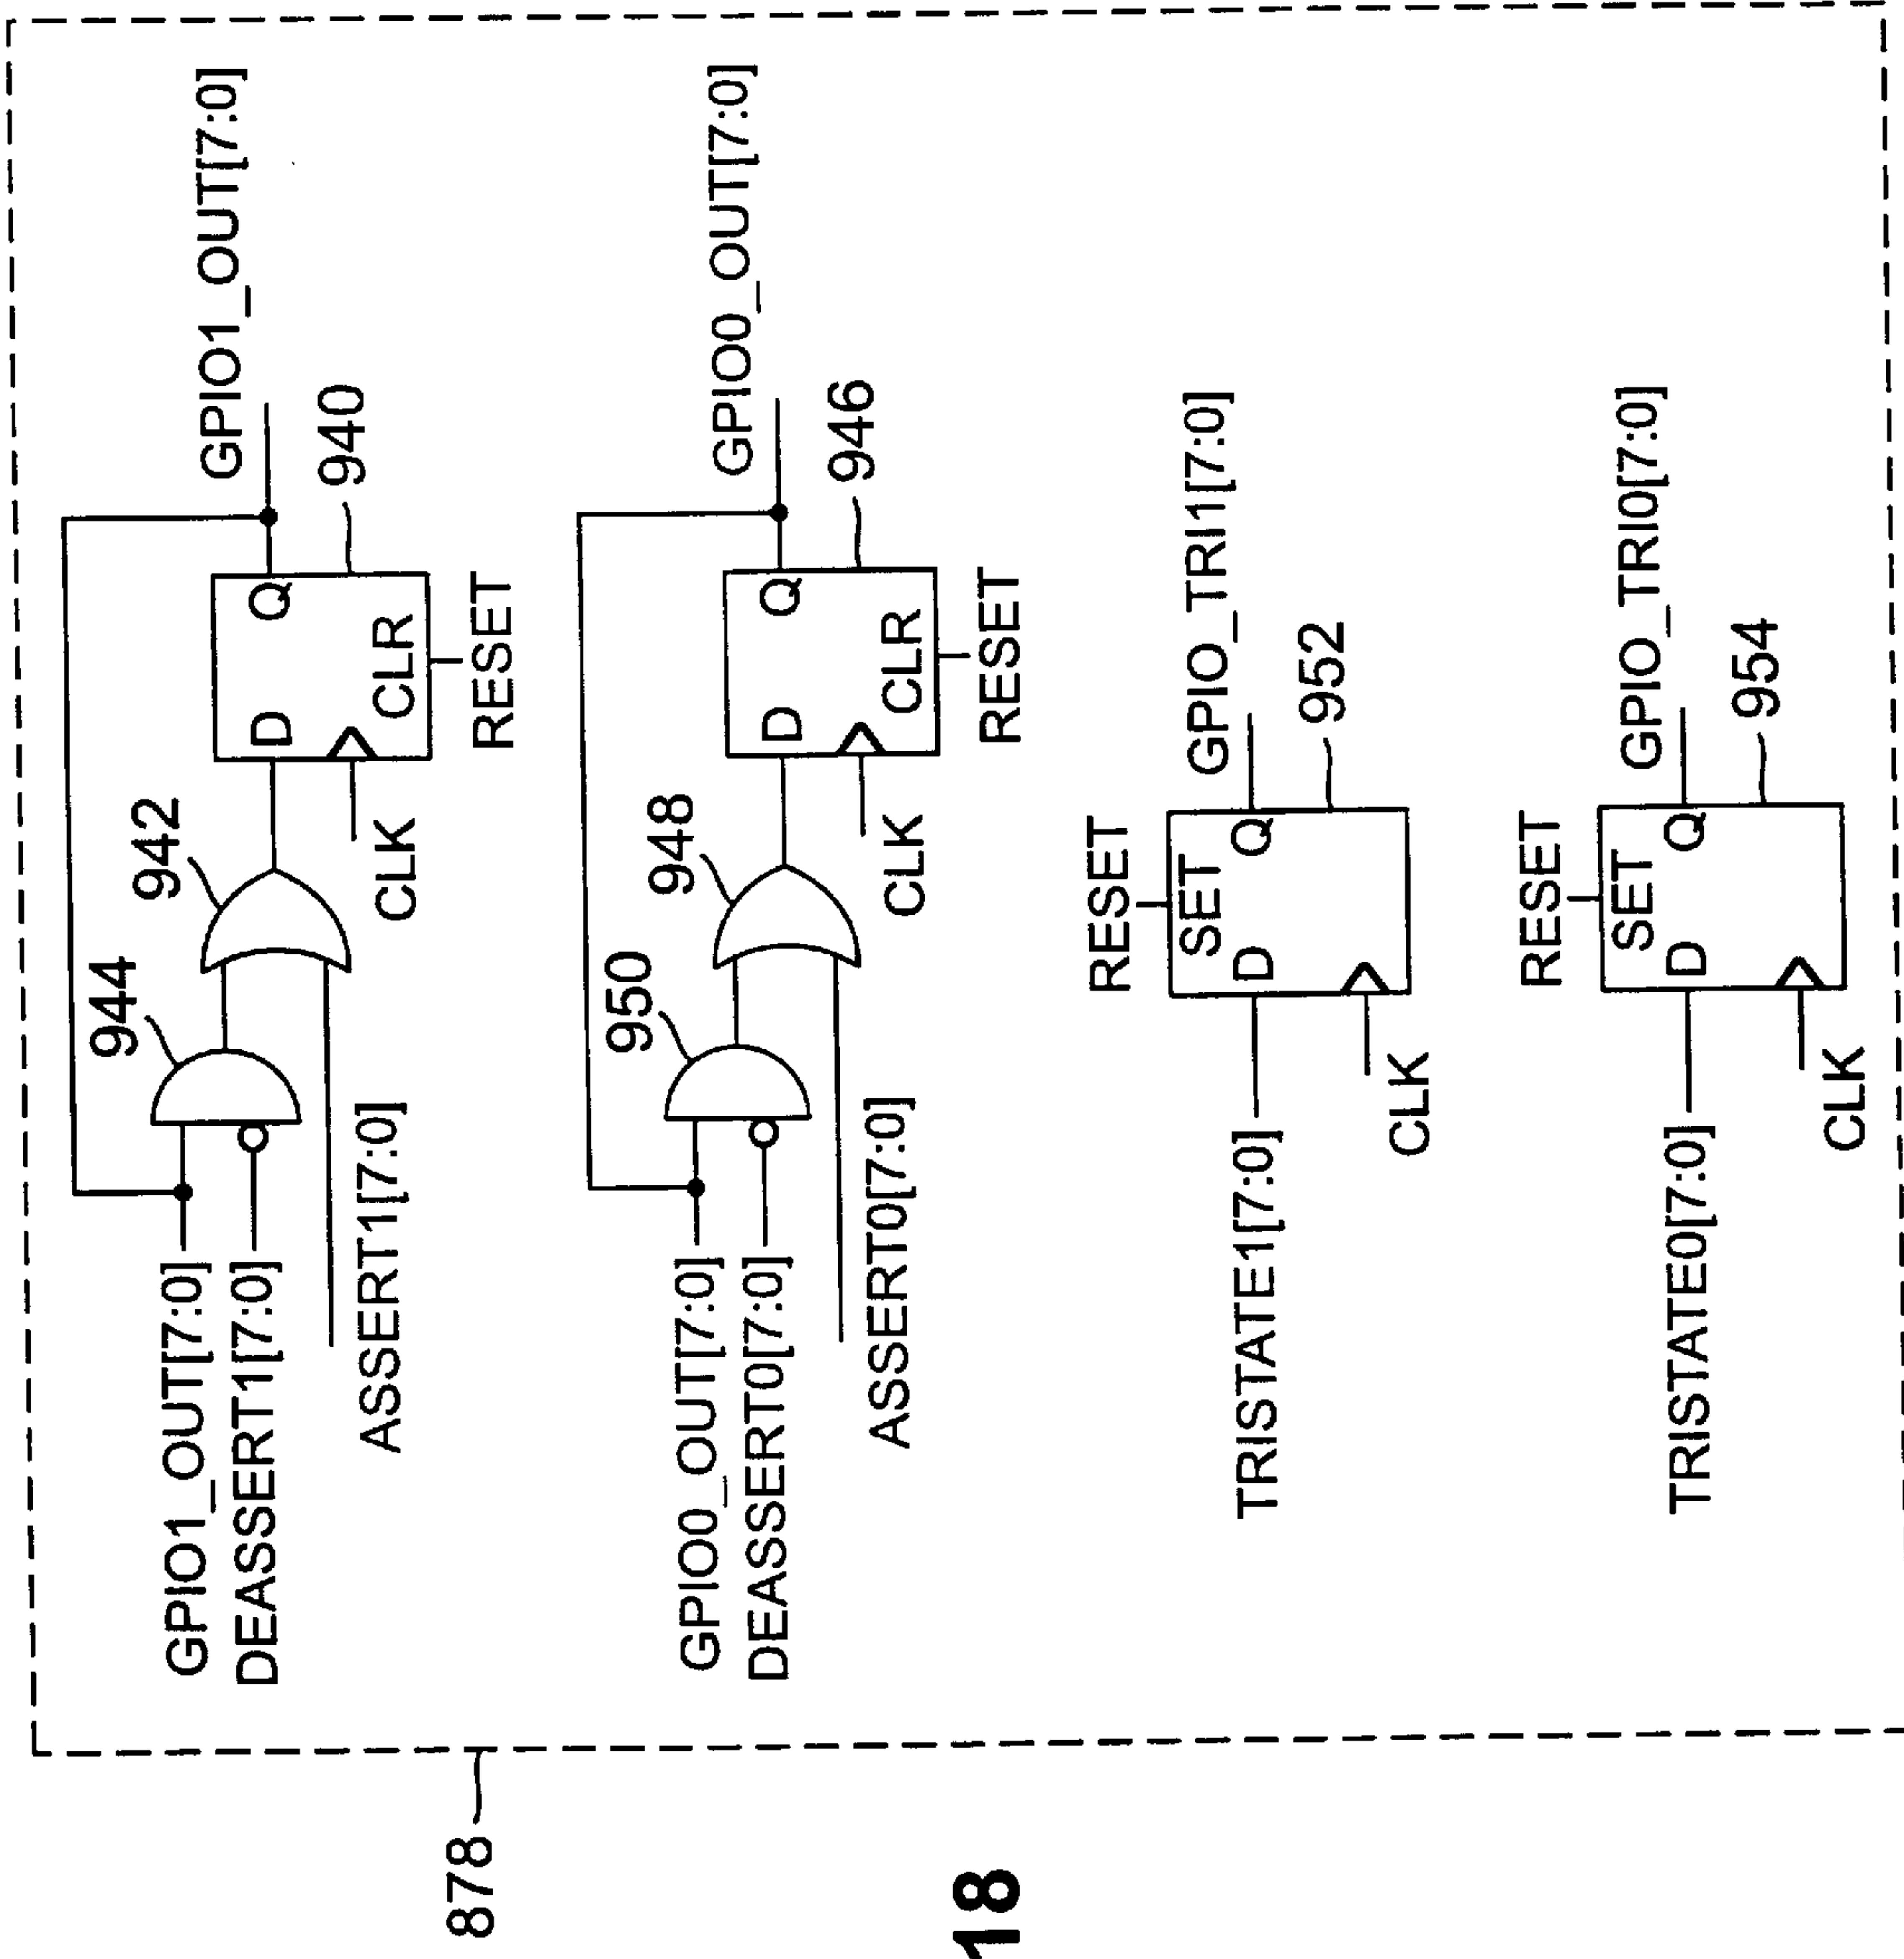 944
942
GPIO1_OUT[7:0]
GPIO1_OUT[7:0]
DEASSERT1[7:0]
D
Q
940
ASSERT1[7:0]
CLK
CLR
RESET
878
950
948
GPIO0_OUT[7:0]
GPIO0_OUT[7:0]
DEASSERT0[7:0]
D
Q
946
ASSERT0[7:0]
CLK
CLR
RESET
18
RESET
SET
GPIO_TRI1[7:0]
TRISTATE1[7:0]
D
Q
952
CLK
RESET
SET
GPIO_TRI0[7:0]
TRISTATE0[7:0]
D
Q
954
CLK